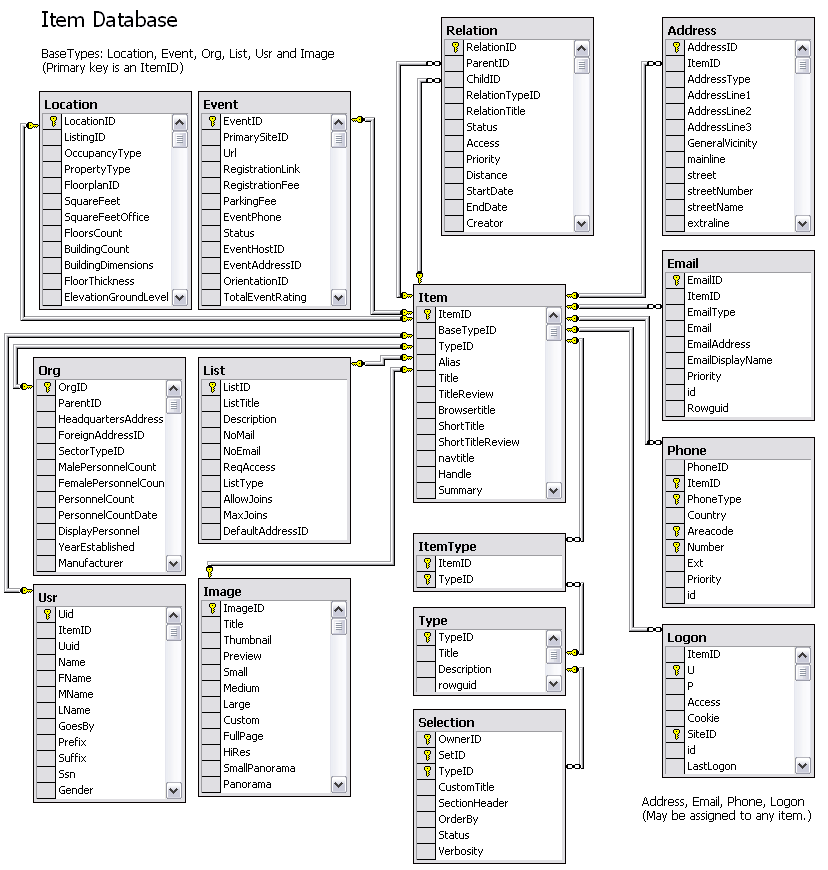 Item Database
BaseTypes: Location, Event, Org, List, Usr and Image
(Primary key is an ItemID)
Location
LocationID
ListingID
OccupancyType
PropertyType
FloorplanID
SquareFeet
SquareFeetOffice
FloorsCount
BuildingCount
BuildingDimensions
FloorThickness
ElevationGroundLevel
Event
EventID
PrimarySiteID
Url
RegistrationLink
RegistrationFee
ParkingFee
EventPhone
Status
EventHostID
EventAddressID
OrientationID
TotalEventRating
Relation
RelationID
ParentID
ChildID
RelationTypeID
RelationTitle
Status
Access
Priority
Distance
StartDate
EndDate
Creator
Address
AddressID
ItemID
AddressType
AddressLine1
AddressLine2
AddressLine3
GeneralVicinity
mainline
street
streetNumber
streetName
extraline
Email
EmailID
ItemID
EmailType
Email
EmailAddress
EmailDisplayName
Priority
id
Rowguid
Item
ItemID
BaseTypeID
TypeID
Alias
Title
TitleReview
Browsertitle
ShortTitle
ShortTitleReview
navtitle
Handle
Summary
Org
OrgID
ParentID
HeadquartersAddress
ForeignAddressID
SectorTypeID
MalePersonnelCount
FemalePersonnelCoun
PersonnelCount
PersonnelCountDate
DisplayPersonnel
YearEstablished
Manufacturer
List
ListID
ListTitle
Description
NoMail
NoEmail
ReqAccess
ListType
AllowJoins
MaxJoins
DefaultAddressID
Phone
PhoneID
ItemID
PhoneType
Country
Areacode
Number
Ext
Priority
id
ItemType
ItemID
TypeID
Usr
Uid
ItemID
Uuid
Name
FName
MName
LName
GoesBy
Prefix
Suffix
Ssn
Gender
Image
ImageID
Title
Thumbnail
Preview
Small
Medium
Large
Custom
FullPage
HiRes
SmallPanorama
Panorama
Type
TypeID
Title
Description
rowguid
Selection
OwnerID
SetID
TypeID
CustomTitle
SectionHeader
OrderBy
Status
Verbosity
Logon
ItemID
U
P
Access
Cookie
SiteID
id
LastLogon
Address, Email, Phone, Logon
(May be assigned to any item.)